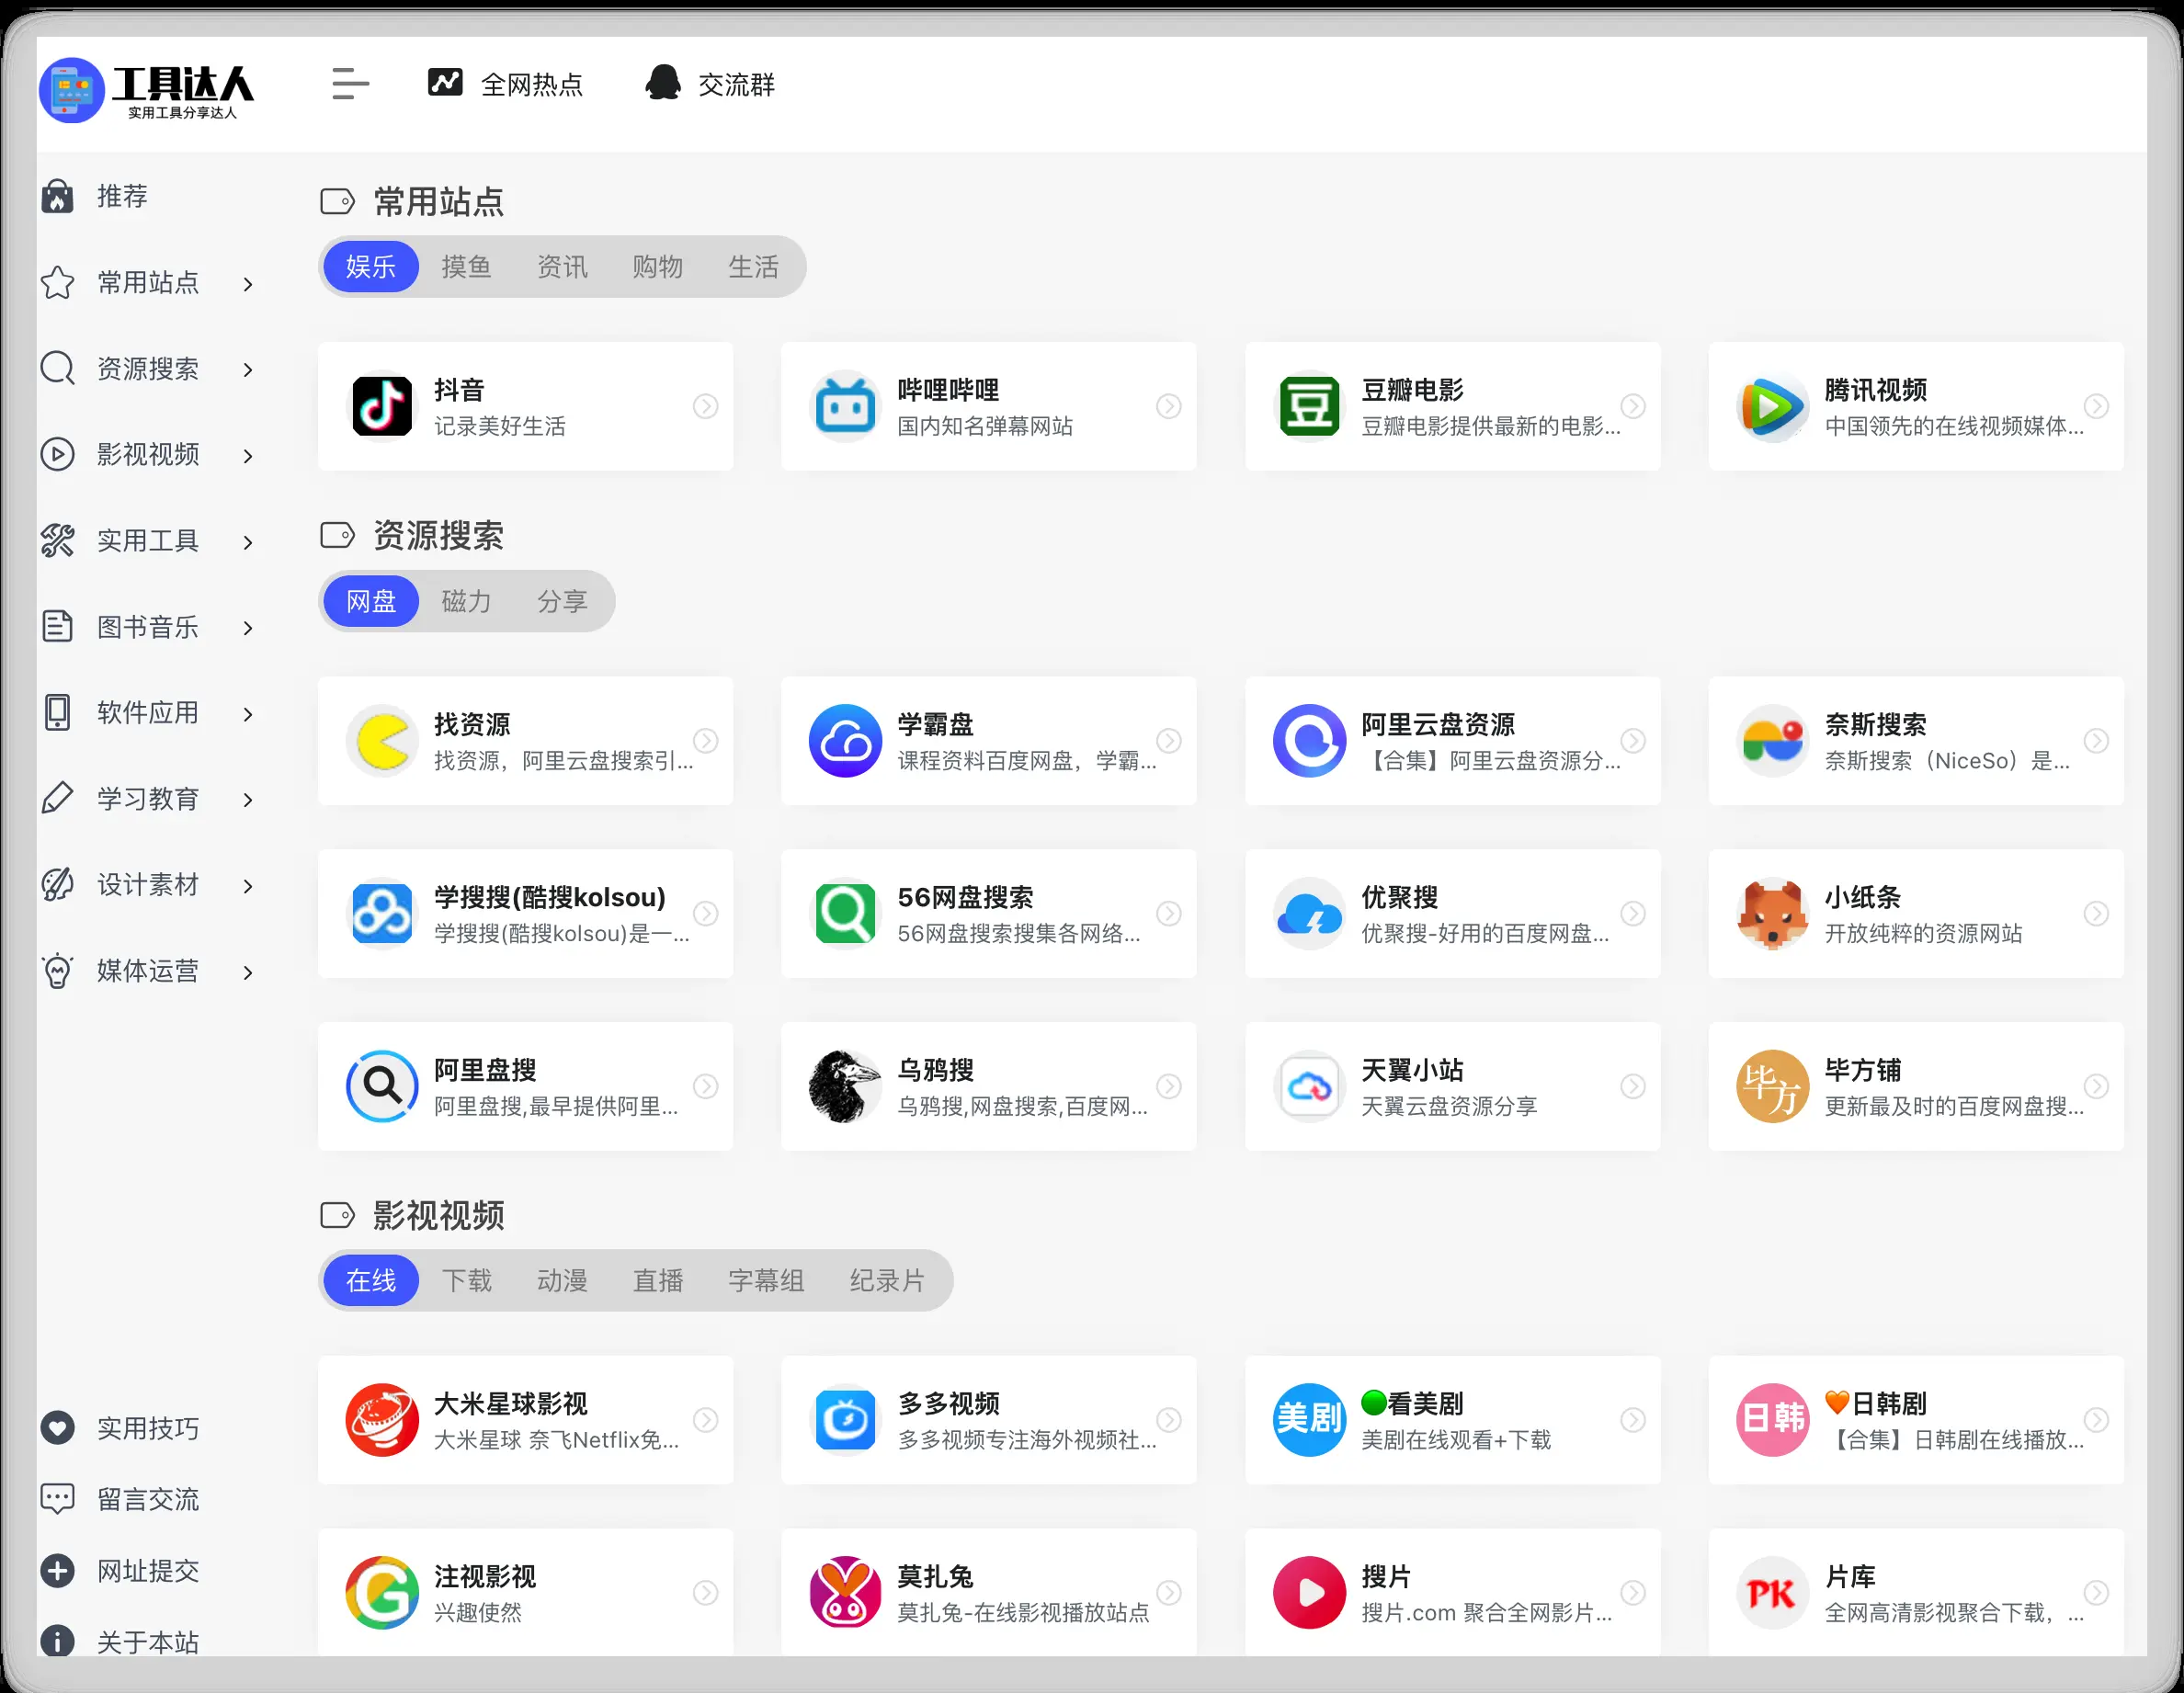 工具达人
实用工具分享达人
全网热点
交流群
推荐
常用站点
资源搜索
影视视频
实用工具
图书音乐
软件应用
学习教育
设计素材
媒体运营
实用技巧
留言交流
网址提交
关于本站
常用站点
娱乐 摸鱼 资讯 购物 生活
抖音
记录美好生活
哔哩哔哩
国内知名弹幕网站
豆
豆瓣电影
豆瓣电影提供最新的电影...
腾讯视频
中国领先的在线视频媒体...
资源搜索
网盘 磁力 分享
找资源
找资源，阿里云盘搜索引...
学霸盘
课程资料百度网盘，学霸...
阿里云盘资源
【合集】阿里云盘资源分...
奈斯搜索
奈斯搜索（NiceSo）是...
学搜搜(酷搜kolsou)
学搜搜(酷搜kolsou)是一...
56网盘搜索
56网盘搜索搜集各网络...
优聚搜
优聚搜-好用的百度网盘...
小纸条
开放纯粹的资源网站
阿里盘搜
阿里盘搜,最早提供阿里...
乌鸦搜
乌鸦搜,网盘搜索,百度网...
天翼小站
天翼云盘资源分享
毕方
毕方铺
更新最及时的百度网盘搜...
影视视频
在线 下载 动漫 直播 字幕组 纪录片
大米星球影视
大米星球 奈飞Netflix免...
多多视频
多多视频专注海外视频社...
美剧
🟢看美剧
美剧在线观看+下载
日韩
🧡日韩剧
【合集】日韩剧在线播放...
G
注视影视
兴趣使然
莫扎兔
莫扎兔-在线影视播放站点
搜片
搜片.com 聚合全网影片...
PK
片库
全网高清影视聚合下载，...